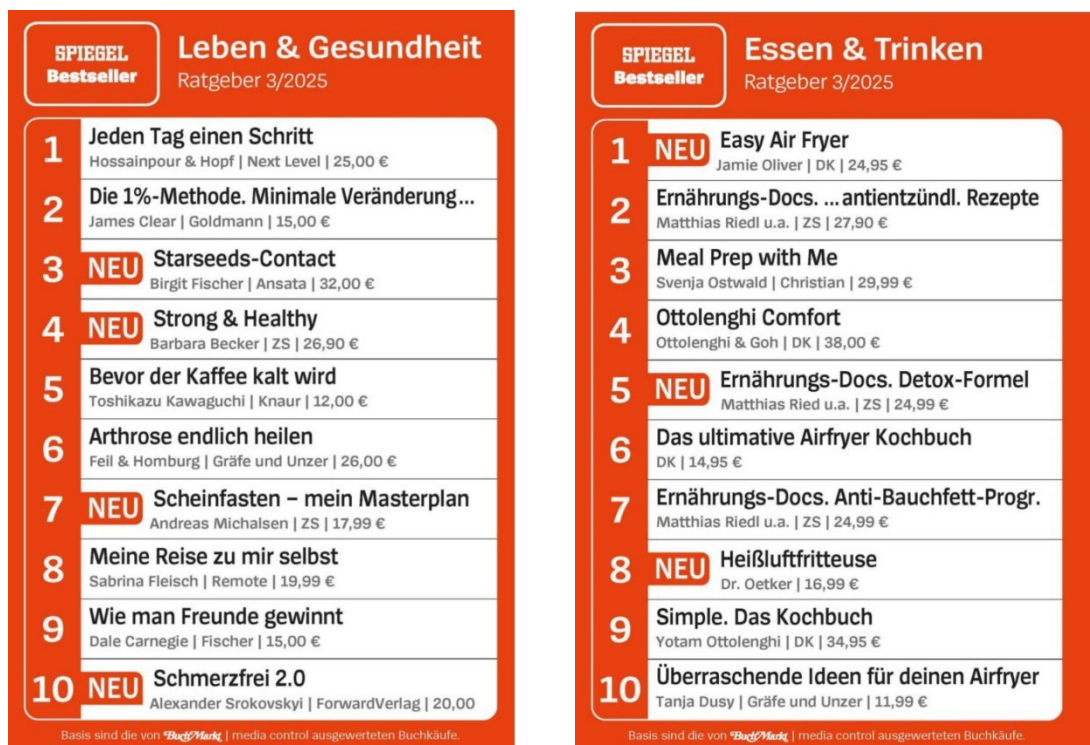 SPIEGEL
Bestseller
Leben & Gesundheit
Ratgeber 3/2025
1
Jeden Tag einen Schritt
Hossainpour & Hopf | Next Level | 25,00 €
2
Die 1%-Methode. Minimale Veränderung...
James Clear | Goldmann | 15,00 €
3 NEU
Starseeds-Contact
Birgit Fischer | Ansata | 32,00 €
4 NEU
Strong & Healthy
Barbara Becker | ZS | 26,90 €
5
Bevor der Kaffee kalt wird
Toshikazu Kawaguchi | Knaur | 12,00 €
6
Arthrose endlich heilen
Feil & Homburg | Gräfe und Unzer | 26,00 €
7 NEU
Scheinfasten – mein Masterplan
Andreas Michalsen | ZS | 17,99 €
8
Meine Reise zu mir selbst
Sabrina Fleisch | Remote | 19,99 €
9
Wie man Freunde gewinnt
Dale Carnegie | Fischer | 15,00 €
10 NEU
Schmerzfrei 2.0
Alexander Srokovskyi | ForwardVerlag | 20,00
Basis sind die von BuchMarkt | media control ausgewerteten Buchkäufe.
SPIEGEL
Bestseller
Essen & Trinken
Ratgeber 3/2025
1 NEU
Easy Air Fryer
Jamie Oliver | DK | 24,95 €
2
Ernährungs-Docs. ... antientzündl. Rezepte
Matthias Riedl u.a. | ZS | 27,90 €
3
Meal Prep with Me
Svenja Ostwald | Christian | 29,99 €
4
Ottolenghi Comfort
Ottolenghi & Goh | DK | 38,00 €
5 NEU
Ernährungs-Docs. Detox-Formel
Matthias Ried u.a. | ZS | 24,99 €
6
Das ultimative Airfryer Kochbuch
DK | 14,95 €
7
Ernährungs-Docs. Anti-Bauchfett-Progr.
Matthias Riedl u.a. | ZS | 24,99 €
8 NEU
Heißluftfritteuse
Dr. Oetker | 16,99 €
9
Simple. Das Kochbuch
Yotam Ottolenghi | DK | 34,95 €
10
Überraschende Ideen für deinen Airfryer
Tanja Dusy | Gräfe und Unzer | 11,99 €
Basis sind die von BuchMarkt | media control ausgewerteten Buchkäufe.